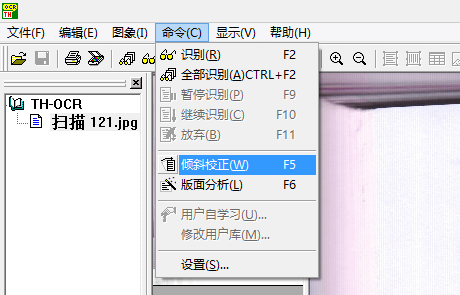 OCR
TH
文件(F) 编辑(E) 图象(I) 命令(C) 显示(V) 帮助(H)
识别(R) F2
全部识别(A)CTRL+F2
暂停识别(P) F9
继续识别(C) F10
放弃(B) F11
倾斜校正(W) F5
版面分析(L) F6
用户自学习(U)...
修改用户库(M)...
设置(S)...
TH-OCR
扫描 121.jpg